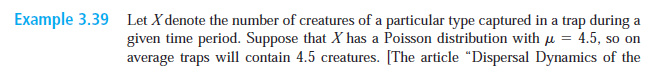 Example 3.39 Let X denote the number of creatures of a particular type captured in a trap during a
given time period. Suppose that X has a Poisson distribution with μ = 4.5, so on
average traps will contain 4.5 creatures. [The article “Dispersal Dynamics of the